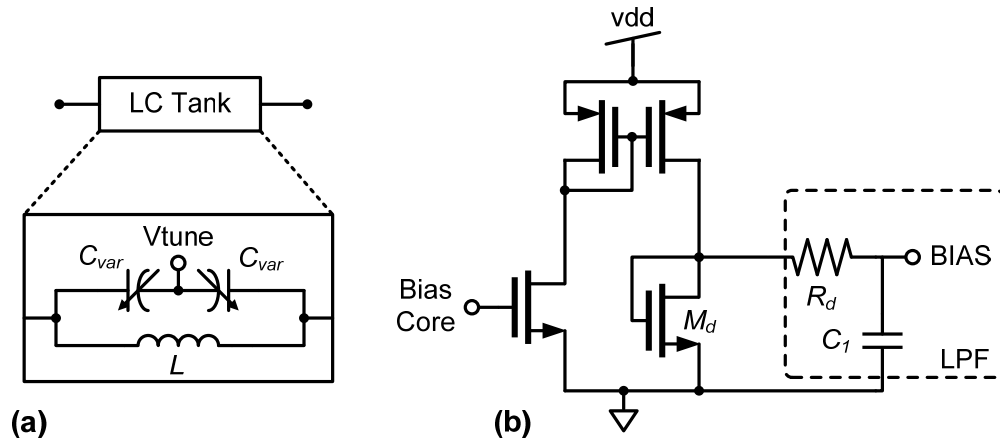 LC Tank
Vtune
Cvar
Cvar
L
(a)
vdd
Bias
Core
Md
Rd
BIAS
C1
LPF
(b)